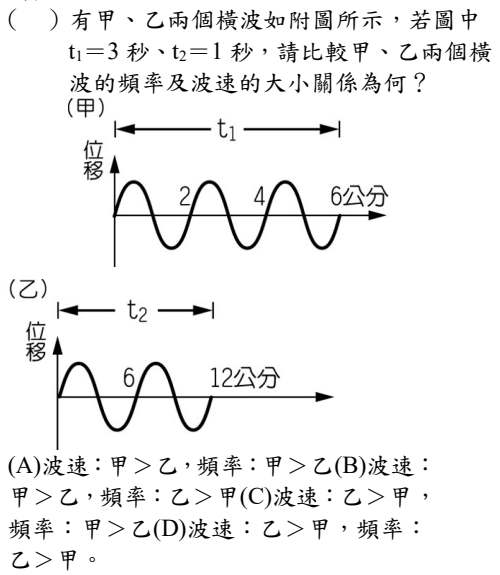 (　) 有甲、乙兩個橫波如附圖所示，若圖中
t₁＝3 秒、t₂＝1 秒，請比較甲、乙兩個橫
波的頻率及波速的大小關係為何？
(甲)
t₁
位移
2 4 6公分
(乙)
t₂
位移
6 12公分
(A)波速：甲＞乙，頻率：甲＞乙(B)波速：
甲＞乙，頻率：乙＞甲(C)波速：乙＞甲，
頻率：甲＞乙(D)波速：乙＞甲，頻率：
乙＞甲。